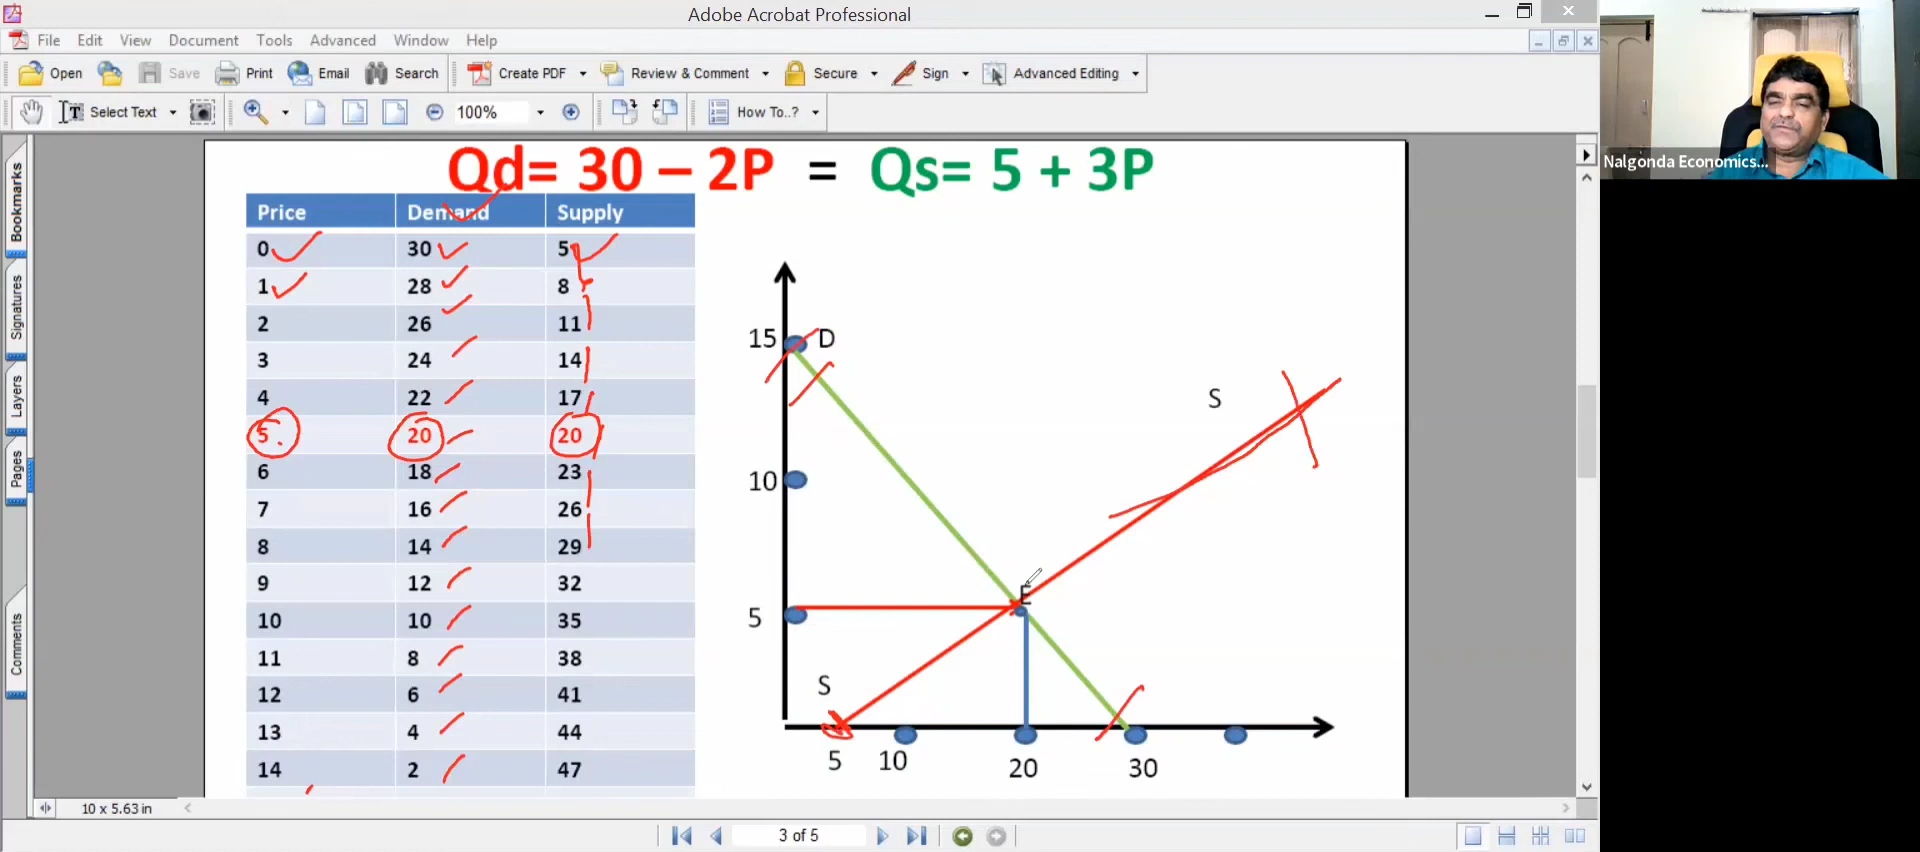 Adobe Acrobat Professional
File Edit View Document Tools Advanced Window Help
Open Save Print Email Search Create PDF Review & Comment Secure Sign Advanced Editing
Select Text 100% How To..?
Nalgonda Economics...
Bookmarks
Signatures
Layers
Pages
Comments
Qd= 30 – 2P = Qs= 5 + 3P
Price Demand Supply
0 30 5
1 28 8
2 26 11
3 24 14
4 22 17
5 20 20
6 18 23
7 16 26
8 14 29
9 12 32
10 10 35
11 8 38
12 6 41
13 4 44
14 2 47
15 D
S
10
E
5
S
5 10 20 30
10 x 5.63 in
3 of 5